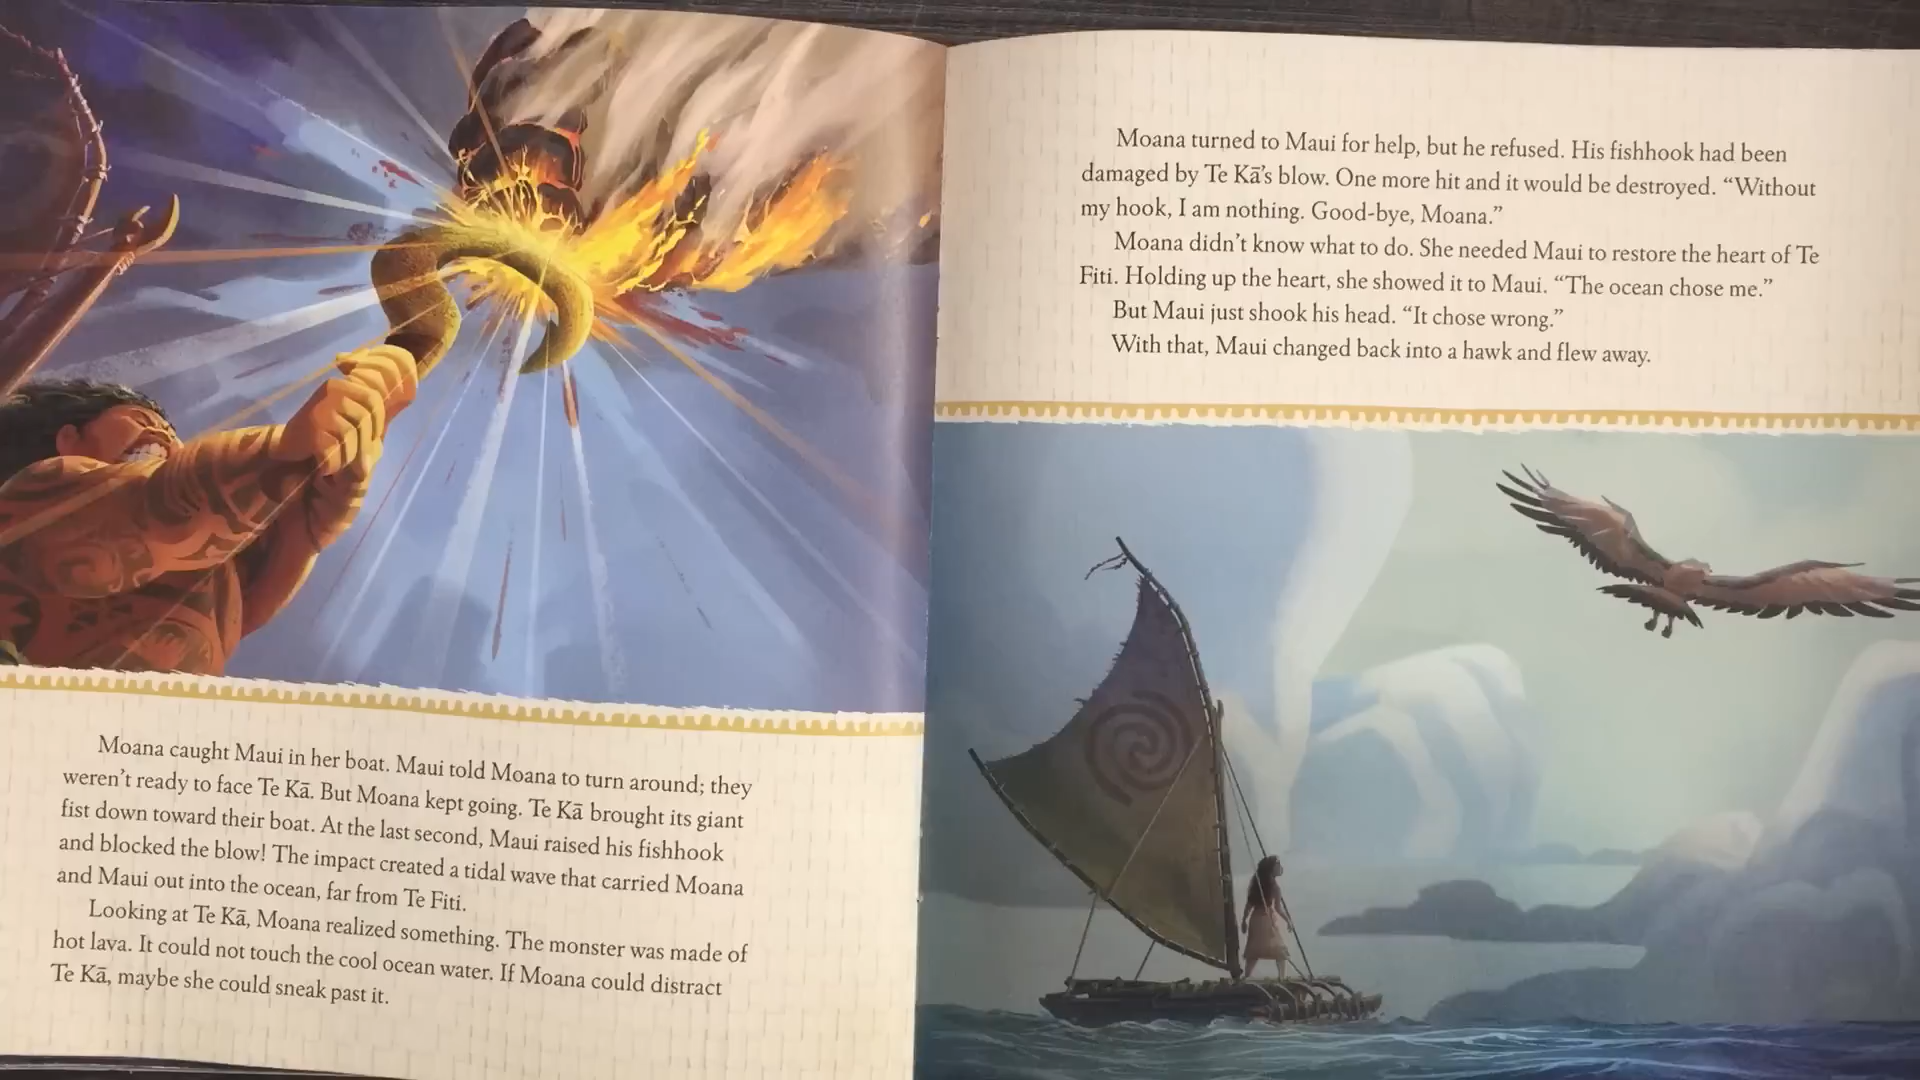 Moana caught Maui in her boat. Maui told Moana to turn around; they
weren't ready to face Te Kā. But Moana kept going. Te Kā brought its giant
fist down toward their boat. At the last second, Maui raised his fishhook
and blocked the blow! The impact created a tidal wave that carried Moana
and Maui out into the ocean, far from Te Fiti.
Looking at Te Kā, Moana realized something. The monster was made of
hot lava. It could not touch the cool ocean water. If Moana could distract
Te Kā, maybe she could sneak past it.
Moana turned to Maui for help, but he refused. His fishhook had been
damaged by Te Kā's blow. One more hit and it would be destroyed. “Without
my hook, I am nothing. Good-bye, Moana.”
Moana didn't know what to do. She needed Maui to restore the heart of Te
Fiti. Holding up the heart, she showed it to Maui. “The ocean chose me.”
But Maui just shook his head. “It chose wrong.”
With that, Maui changed back into a hawk and flew away.